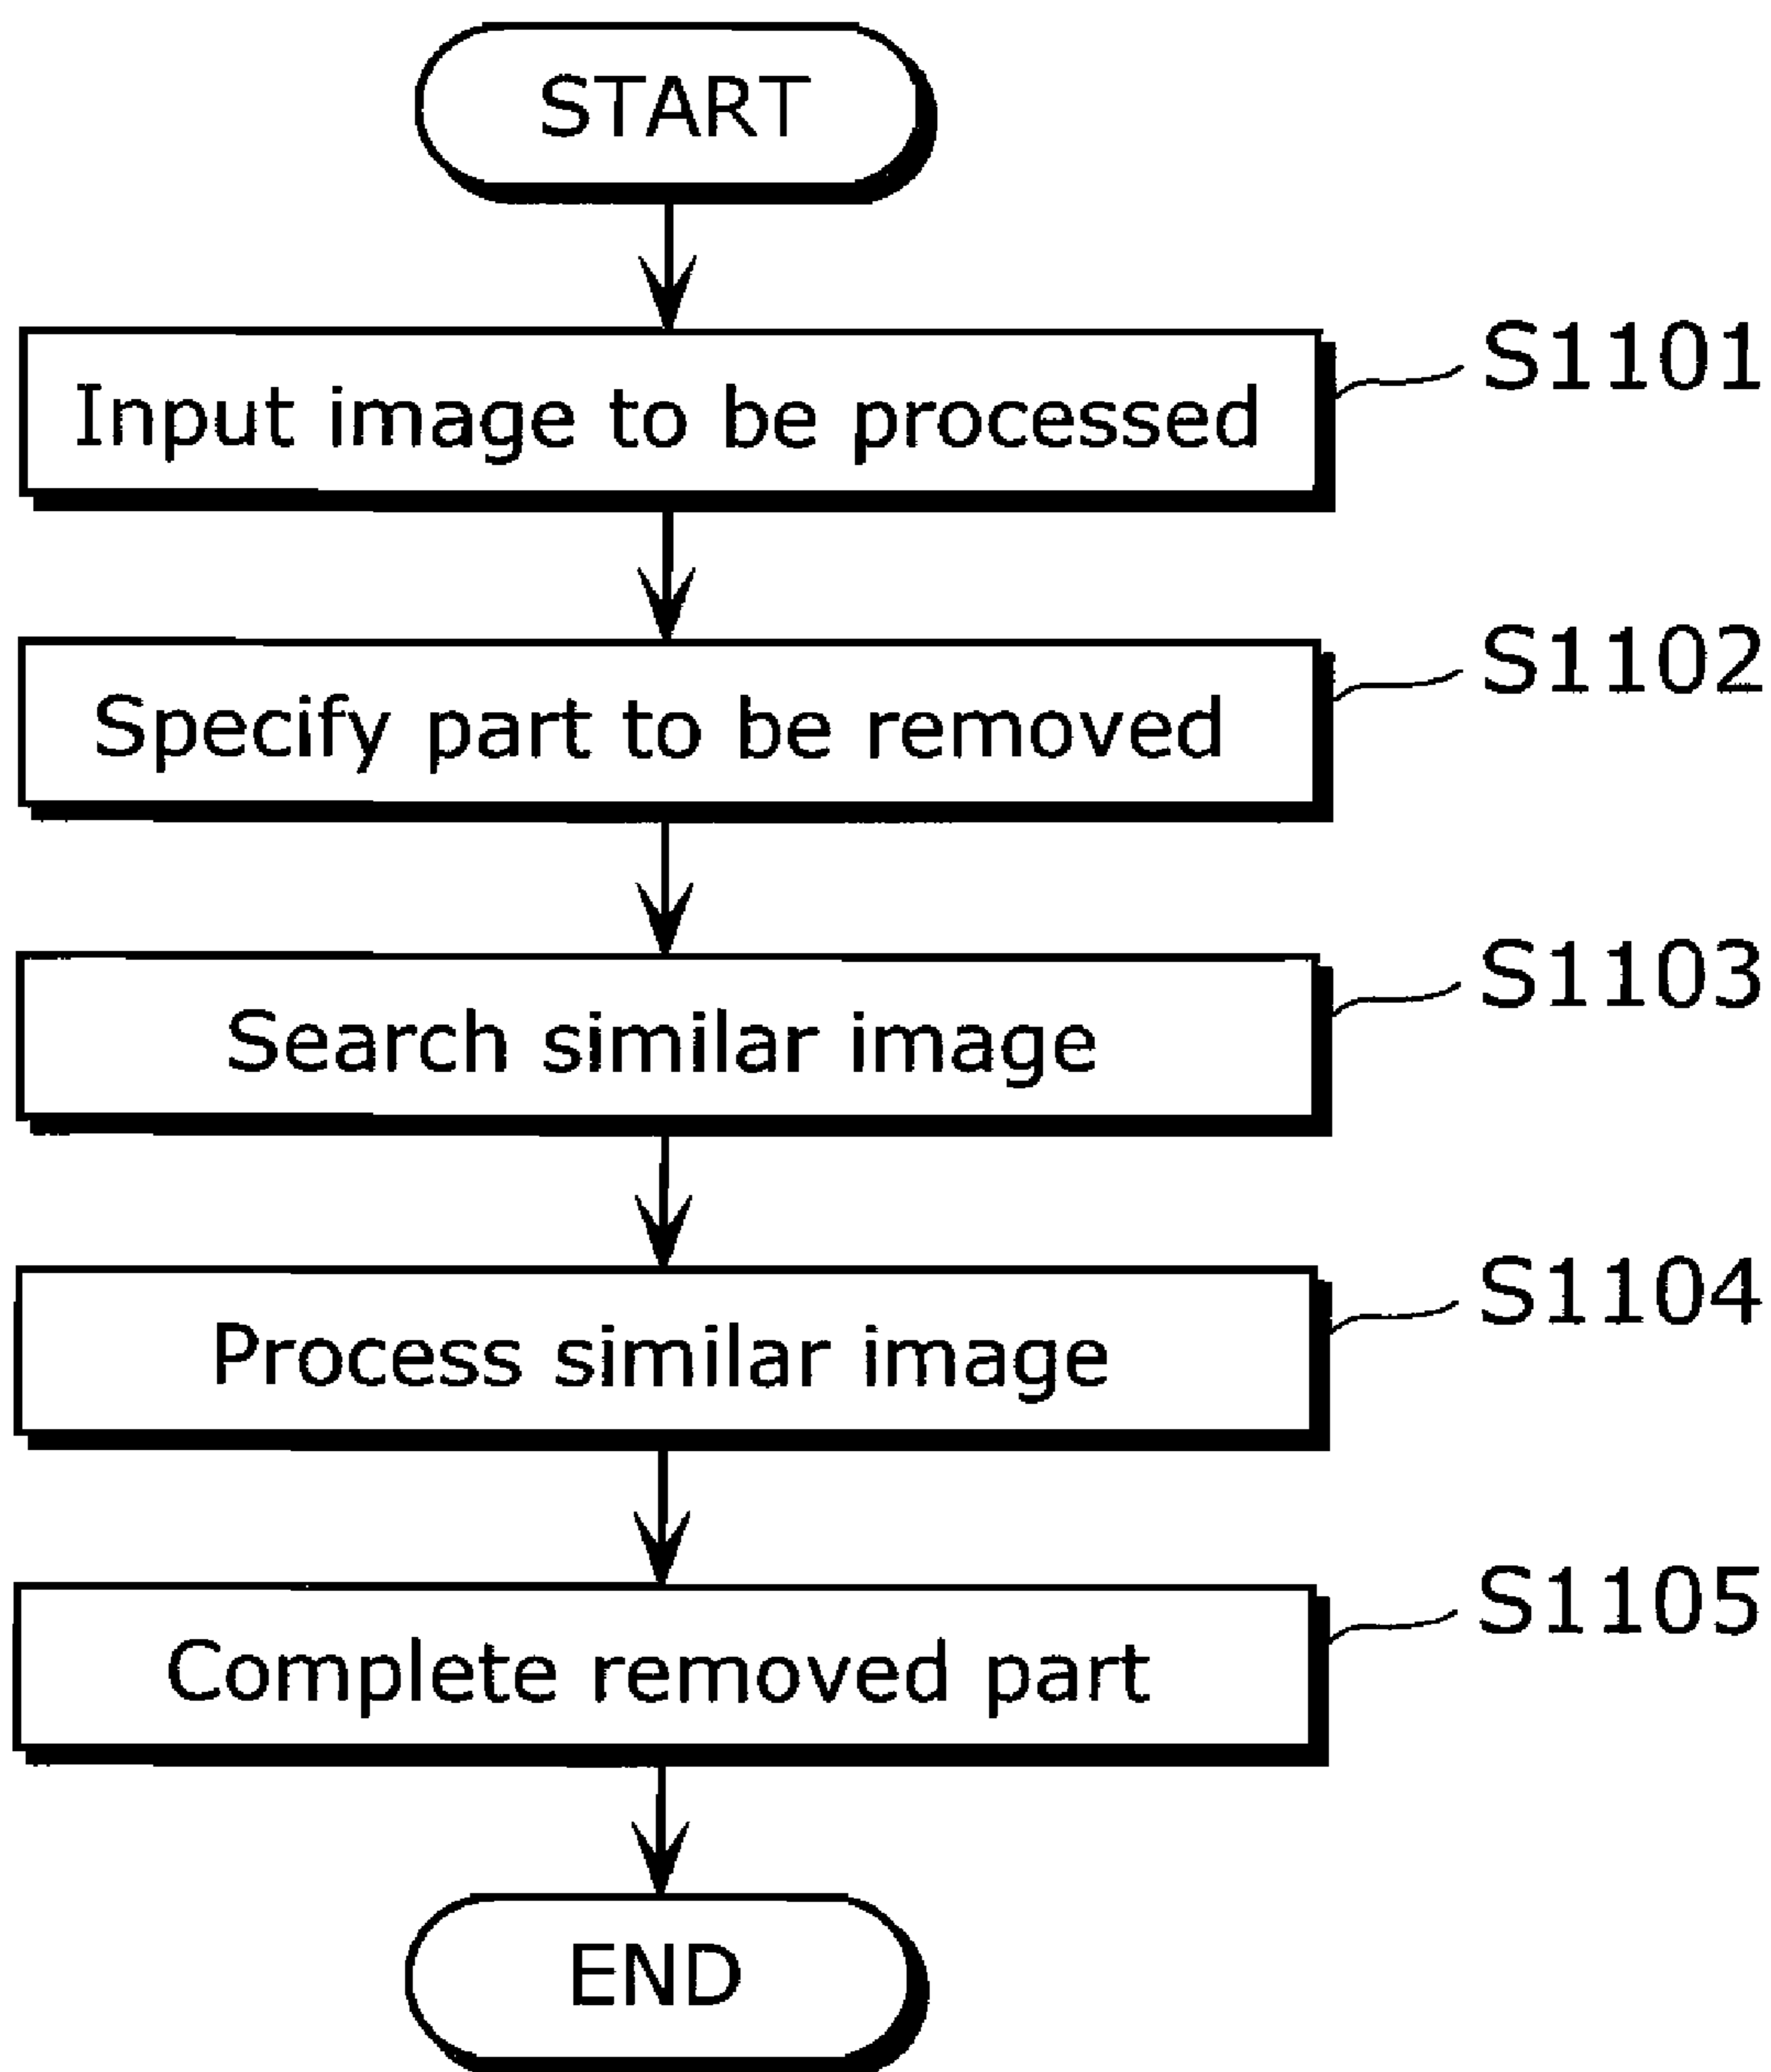 START
Input image to be processed
S1101
Specify part to be removed
S1102
Search similar image
S1103
Process similar image
S1104
Complete removed part
S1105
END